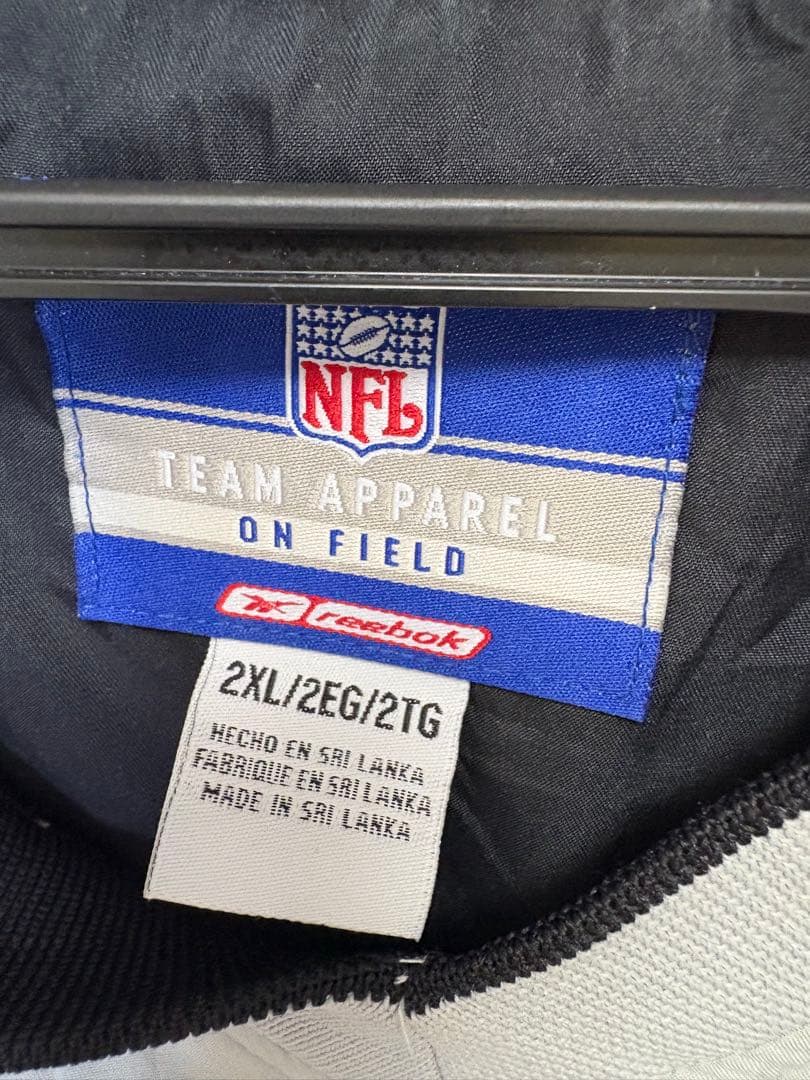 NFL
TEAM APPAREL
ON FIELD
reebok
2XL/2EG/2TG
HECHO EN SRI LANKA
FABRIQUE EN SRI LANKA
MADE IN SRI LANKA